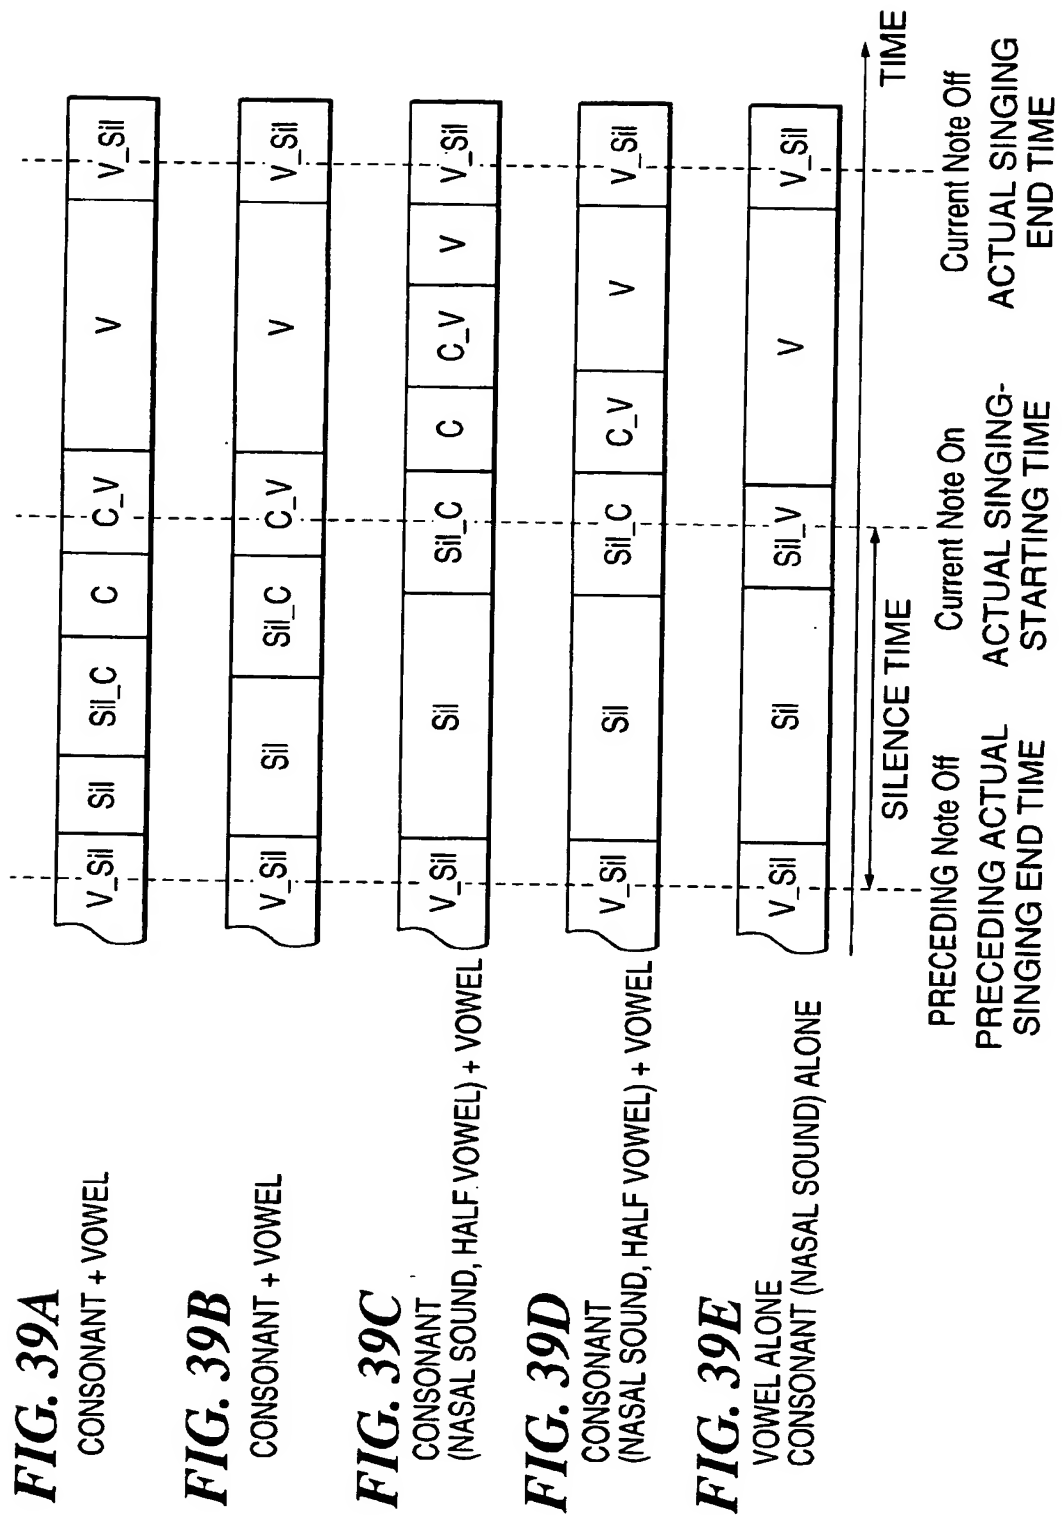 FIG. 39A
CONSONANT + VOWEL
V_Sil Sil Sil_C C C_V V V_Sil
FIG. 39B
CONSONANT + VOWEL
V_Sil Sil Sil_C C_V V V_Sil
FIG. 39C
CONSONANT
(NASAL SOUND, HALF VOWEL) + VOWEL
V_Sil Sil Sil_C C C_V V V_Sil
FIG. 39D
CONSONANT
(NASAL SOUND, HALF VOWEL) + VOWEL
V_Sil Sil Sil_C C_V V V_Sil
FIG. 39E
VOWEL ALONE
CONSONANT (NASAL SOUND) ALONE
V_Sil Sil Sil_V V V_Sil
SILENCE TIME
TIME
PRECEDING Note Off
PRECEDING ACTUAL
SINGING END TIME
Current Note On
ACTUAL SINGING-
STARTING TIME
Current Note Off
ACTUAL SINGING
END TIME